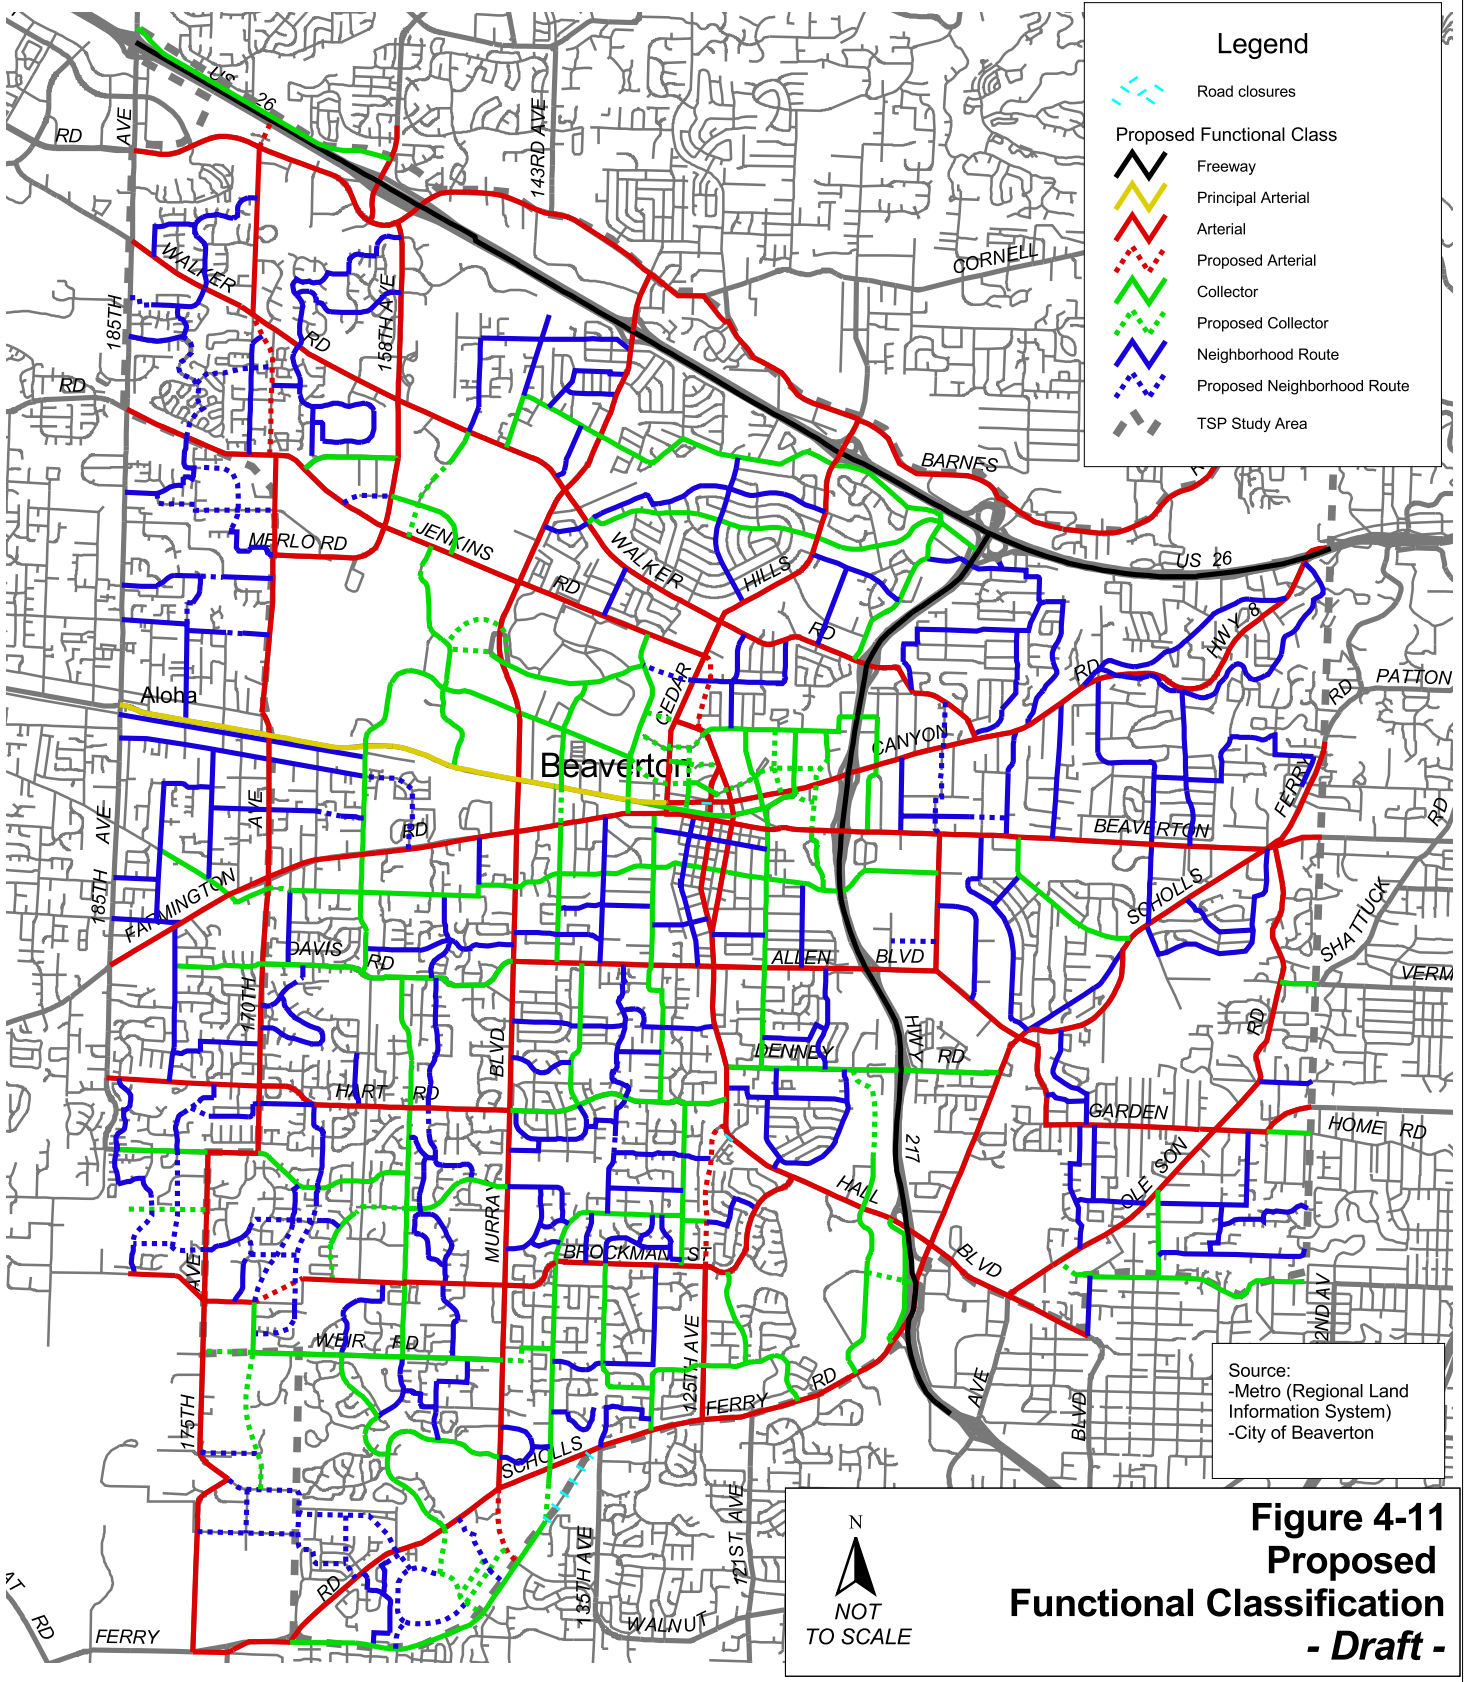 Legend
Road closures
Proposed Functional Class
Freeway
Principal Arterial
Arterial
Proposed Arterial
Collector
Proposed Collector
Neighborhood Route
Proposed Neighborhood Route
TSP Study Area
US 26
RD
AVE
143RD AVE
CORNELL
WALKER
RD
185TH
158TH AVE
RD
BARNES
JENKINS
RD
MERLO RD
WALKER
HILLS
RD
US 26
HWY 8
RD
PATTON
RD
CEDAR
Aloha
CANYON
Beaverton
FERRY
AVE
AVE
RD
BEAVERTON
RD
185TH
FARMINGTON
SCHOLLS
SHATTUCK
DAVIS
RD
ALLEN
BLVD
VERM
170TH
BLVD
DENNEY
HWY
RD
RD
HART
RD
GARDEN
HOME RD
217
OLE SON
HALL
BLVD
MURRAY
BROCKMAN ST
AVE
2ND AV
WEIR RD
125TH AVE
FERRY
RD
AVE
BLVD
175TH
SCHOLLS
121ST AVE
135TH AVE
WALNUT
RD
AT
RD
FERRY
Source:
-Metro (Regional Land
Information System)
-City of Beaverton
N
NOT
TO SCALE
Figure 4-11
Proposed
Functional Classification
- Draft -